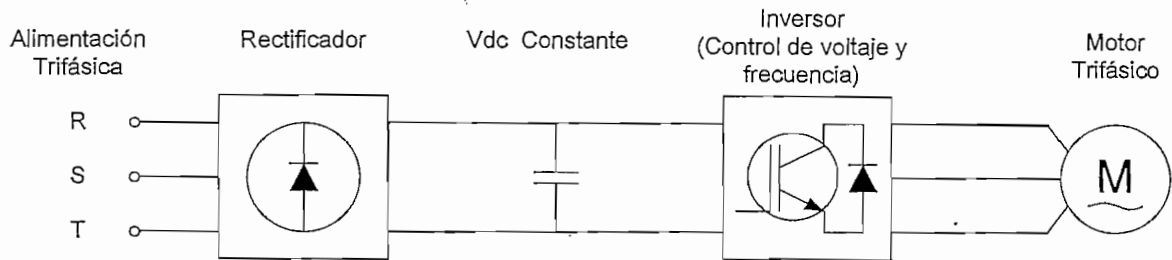 Alimentación
Trifásica
Rectificador
Vdc Constante
Inversor
(Control de voltaje y
frecuencia)
Motor
Trifásico
R
S
T
M